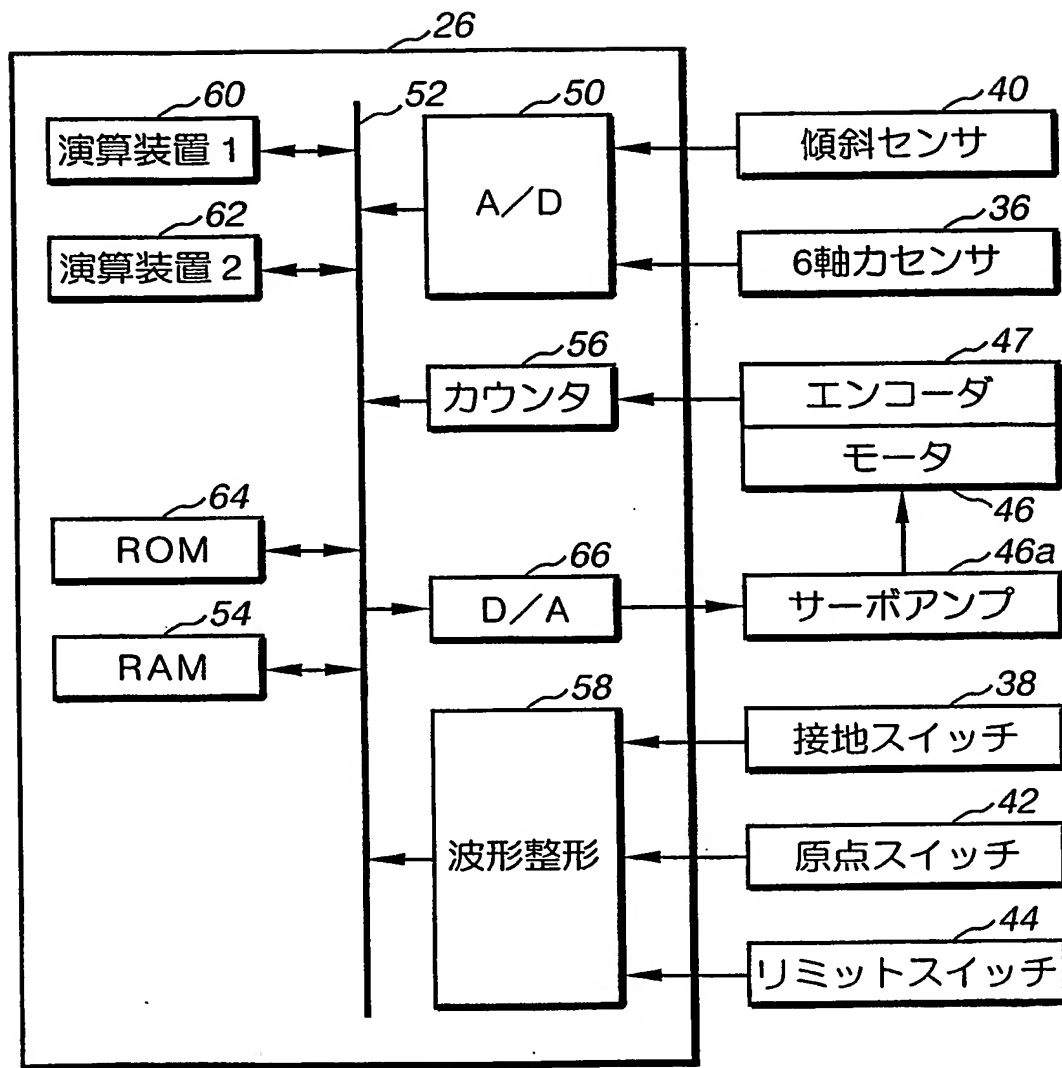 26
60
52
50
40
演算装置1
A/D
傾斜センサ
62
36
演算装置2
6軸力センサ
56
47
カウンタ
エンコーダ
モータ
64
46
ROM
66
46a
D/A
サーボアンプ
54
RAM
58
38
接地スイッチ
42
波形整形
原点スイッチ
44
リミットスイッチ